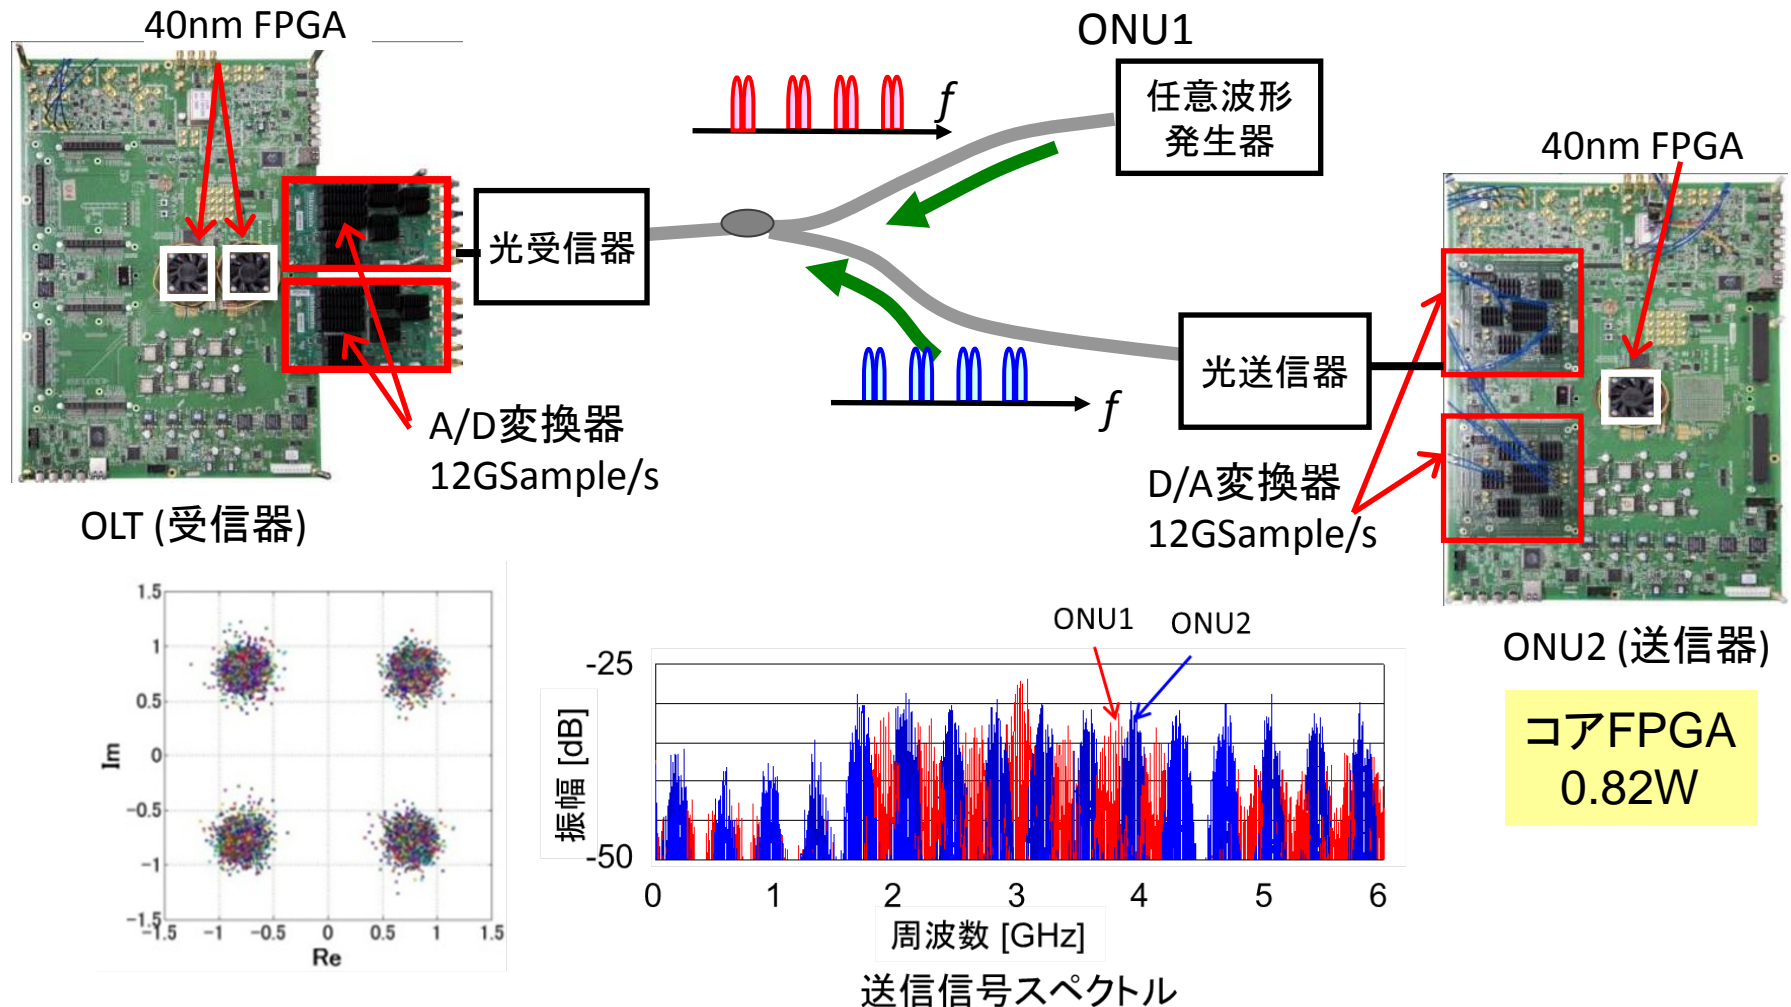 40nm FPGA
ONU1
任意波形
発生器
f
40nm FPGA
光受信器
光送信器
f
A/D変換器
12GSample/s
D/A変換器
12GSample/s
OLT (受信器)
ONU2 (送信器)
コアFPGA
0.82W
1.5
1
0.5
0
-0.5
-1
-1.5
Im
-1.5 -1 -0.5 0 0.5 1 1.5
Re
ONU1
ONU2
-25
振幅 [dB]
-50
0 1 2 3 4 5 6
周波数 [GHz]
送信信号スペクトル